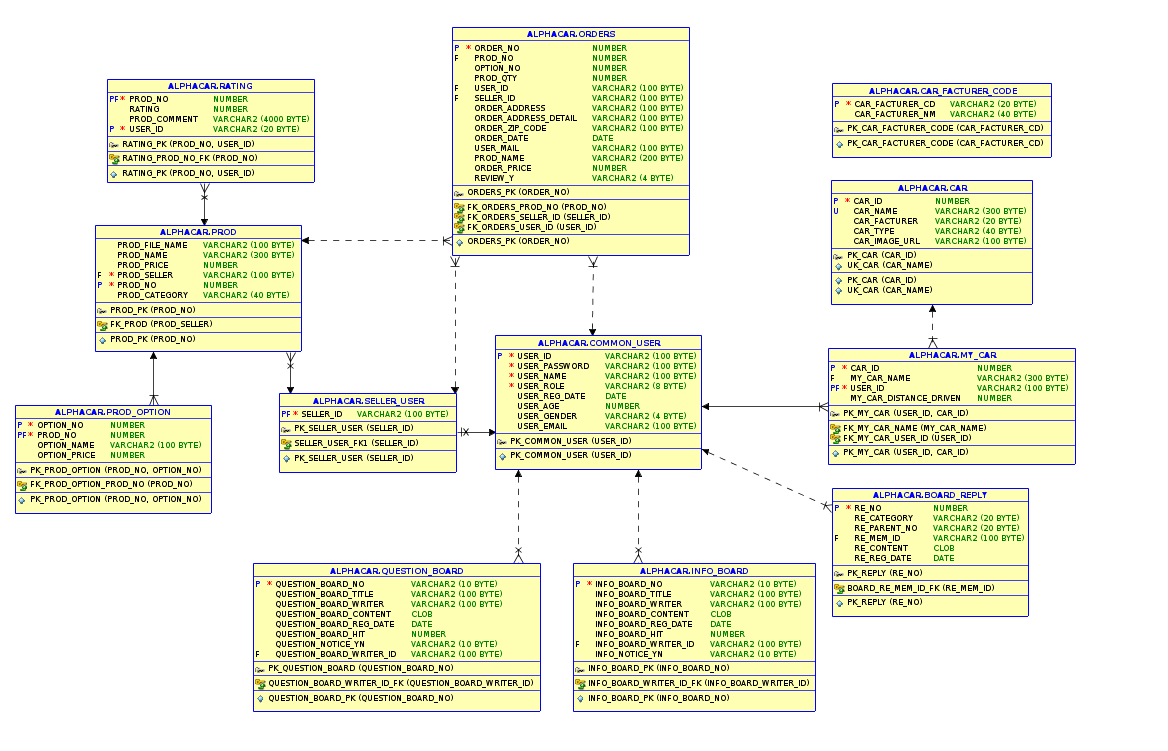 ALPHACAR.ORDERS
P * ORDER_NO NUMBER
F PROD_NO NUMBER
OPTION_NO NUMBER
PROD_QTY NUMBER
F USER_ID VARCHAR2 (100 BYTE)
F SELLER_ID VARCHAR2 (100 BYTE)
ORDER_ADDRESS VARCHAR2 (100 BYTE)
ORDER_ADDRESS_DETAIL VARCHAR2 (100 BYTE)
ORDER_ZIP_CODE VARCHAR2 (100 BYTE)
ORDER_DATE DATE
USER_MAIL VARCHAR2 (100 BYTE)
PROD_NAME VARCHAR2 (200 BYTE)
ORDER_PRICE NUMBER
REVIEW_Y VARCHAR2 (4 BYTE)
ORDERS_PK (ORDER_NO)
FK_ORDERS_PROD_NO (PROD_NO)
FK_ORDERS_SELLER_ID (SELLER_ID)
FK_ORDERS_USER_ID (USER_ID)
ORDERS_PK (ORDER_NO)
ALPHACAR.RATING
PF * PROD_NO NUMBER
RATING NUMBER
PROD_COMMENT VARCHAR2 (4000 BYTE)
P * USER_ID VARCHAR2 (20 BYTE)
RATING_PK (PROD_NO, USER_ID)
RATING_PROD_NO_FK (PROD_NO)
RATING_PK (PROD_NO, USER_ID)
ALPHACAR.CAR_FACTURER_CODE
P * CAR_FACTURER_CD VARCHAR2 (20 BYTE)
CAR_FACTURER_NM VARCHAR2 (40 BYTE)
PK_CAR_FACTURER_CODE (CAR_FACTURER_CD)
PK_CAR_FACTURER_CODE (CAR_FACTURER_CD)
ALPHACAR.CAR
P * CAR_ID NUMBER
U CAR_NAME VARCHAR2 (300 BYTE)
CAR_FACTURER VARCHAR2 (20 BYTE)
CAR_TYPE VARCHAR2 (40 BYTE)
CAR_IMAGE_URL VARCHAR2 (100 BYTE)
PK_CAR (CAR_ID)
UK_CAR (CAR_NAME)
PK_CAR (CAR_ID)
UK_CAR (CAR_NAME)
ALPHACAR.PROD
PROD_FILE_NAME VARCHAR2 (100 BYTE)
PROD_NAME VARCHAR2 (300 BYTE)
PROD_PRICE NUMBER
F * PROD_SELLER VARCHAR2 (100 BYTE)
P * PROD_NO NUMBER
PROD_CATEGORY VARCHAR2 (40 BYTE)
PROD_PK (PROD_NO)
FK_PROD (PROD_SELLER)
PROD_PK (PROD_NO)
ALPHACAR.COMMON_USER
P * USER_ID VARCHAR2 (100 BYTE)
* USER_PASSWORD VARCHAR2 (100 BYTE)
* USER_NAME VARCHAR2 (100 BYTE)
* USER_ROLE VARCHAR2 (8 BYTE)
USER_REG_DATE DATE
USER_AGE NUMBER
USER_GENDER VARCHAR2 (4 BYTE)
USER_EMAIL VARCHAR2 (100 BYTE)
PK_COMMON_USER (USER_ID)
PK_COMMON_USER (USER_ID)
ALPHACAR.MY_CAR
P * CAR_ID NUMBER
F MY_CAR_NAME VARCHAR2 (300 BYTE)
PF * USER_ID VARCHAR2 (100 BYTE)
MY_CAR_DISTANCE_DRIVEN NUMBER
PK_MY_CAR (USER_ID, CAR_ID)
FK_MY_CAR_NAME (MY_CAR_NAME)
FK_MY_CAR_USER_ID (USER_ID)
PK_MY_CAR (USER_ID, CAR_ID)
ALPHACAR.SELLER_USER
PF * SELLER_ID VARCHAR2 (100 BYTE)
PK_SELLER_USER (SELLER_ID)
SELLER_USER_FK1 (SELLER_ID)
PK_SELLER_USER (SELLER_ID)
ALPHACAR.PROD_OPTION
P * OPTION_NO NUMBER
PF * PROD_NO NUMBER
OPTION_NAME VARCHAR2 (100 BYTE)
OPTION_PRICE NUMBER
PK_PROD_OPTION (PROD_NO, OPTION_NO)
FK_PROD_OPTION_PROD_NO (PROD_NO)
PK_PROD_OPTION (PROD_NO, OPTION_NO)
ALPHACAR.BOARD_REPLY
P * RE_NO NUMBER
RE_CATEGORY VARCHAR2 (20 BYTE)
RE_PARENT_NO VARCHAR2 (20 BYTE)
F RE_MEM_ID VARCHAR2 (100 BYTE)
RE_CONTENT CLOB
RE_REG_DATE DATE
PK_REPLY (RE_NO)
BOARD_RE_MEM_ID_FK (RE_MEM_ID)
PK_REPLY (RE_NO)
ALPHACAR.QUESTION_BOARD
P * QUESTION_BOARD_NO VARCHAR2 (10 BYTE)
QUESTION_BOARD_TITLE VARCHAR2 (100 BYTE)
QUESTION_BOARD_WRITER VARCHAR2 (100 BYTE)
QUESTION_BOARD_CONTENT CLOB
QUESTION_BOARD_REG_DATE DATE
QUESTION_BOARD_HIT NUMBER
QUESTION_NOTICE_YN VARCHAR2 (10 BYTE)
F QUESTION_BOARD_WRITER_ID VARCHAR2 (100 BYTE)
PK_QUESTION_BOARD (QUESTION_BOARD_NO)
QUESTION_BOARD_WRITER_ID_FK (QUESTION_BOARD_WRITER_ID)
QUESTION_BOARD_PK (QUESTION_BOARD_NO)
ALPHACAR.INFO_BOARD
P * INFO_BOARD_NO VARCHAR2 (10 BYTE)
INFO_BOARD_TITLE VARCHAR2 (100 BYTE)
INFO_BOARD_WRITER VARCHAR2 (100 BYTE)
INFO_BOARD_CONTENT CLOB
INFO_BOARD_REG_DATE DATE
INFO_BOARD_HIT NUMBER
F INFO_BOARD_WRITER_ID VARCHAR2 (100 BYTE)
INFO_NOTICE_YN VARCHAR2 (10 BYTE)
INFO_BOARD_PK (INFO_BOARD_NO)
INFO_BOARD_WRITER_ID_FK (INFO_BOARD_WRITER_ID)
INFO_BOARD_PK (INFO_BOARD_NO)